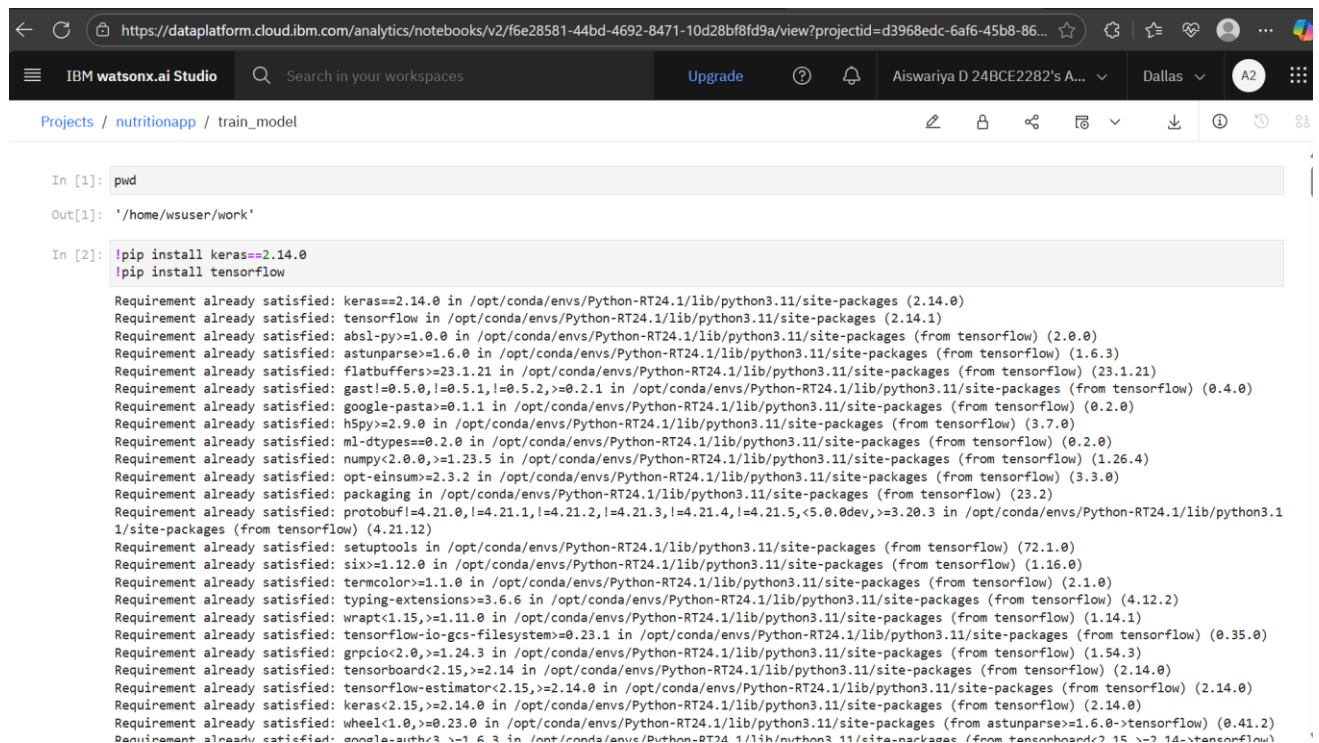 https://dataplatform.cloud.ibm.com/analytics/notebooks/v2/f6e28581-44bd-4692-8471-10d28bf8fd9a/view?projectid=d3968edc-6af6-45b8-86...
IBM watsonx.ai Studio
Search in your workspaces
Upgrade
Aiswariya D 24BCE2282's A...
Dallas
A2
Projects / nutritionapp / train_model
In [1]: pwd
Out[1]: '/home/wsuser/work'
In [2]: !pip install keras==2.14.0
!pip install tensorflow
Requirement already satisfied: keras==2.14.0 in /opt/conda/envs/Python-RT24.1/lib/python3.11/site-packages (2.14.0)
Requirement already satisfied: tensorflow in /opt/conda/envs/Python-RT24.1/lib/python3.11/site-packages (2.14.1)
Requirement already satisfied: absl-py>=1.0.0 in /opt/conda/envs/Python-RT24.1/lib/python3.11/site-packages (from tensorflow) (2.0.0)
Requirement already satisfied: astunparse>=1.6.0 in /opt/conda/envs/Python-RT24.1/lib/python3.11/site-packages (from tensorflow) (1.6.3)
Requirement already satisfied: flatbuffers>=23.1.21 in /opt/conda/envs/Python-RT24.1/lib/python3.11/site-packages (from tensorflow) (23.1.21)
Requirement already satisfied: gast!=0.5.0,!=0.5.1,!=0.5.2,>=0.2.1 in /opt/conda/envs/Python-RT24.1/lib/python3.11/site-packages (from tensorflow) (0.4.0)
Requirement already satisfied: google-pasta>=0.1.1 in /opt/conda/envs/Python-RT24.1/lib/python3.11/site-packages (from tensorflow) (0.2.0)
Requirement already satisfied: h5py>=2.9.0 in /opt/conda/envs/Python-RT24.1/lib/python3.11/site-packages (from tensorflow) (3.7.0)
Requirement already satisfied: ml-dtypes==0.2.0 in /opt/conda/envs/Python-RT24.1/lib/python3.11/site-packages (from tensorflow) (0.2.0)
Requirement already satisfied: numpy<2.0.0,>=1.23.5 in /opt/conda/envs/Python-RT24.1/lib/python3.11/site-packages (from tensorflow) (1.26.4)
Requirement already satisfied: opt-einsum>=2.3.2 in /opt/conda/envs/Python-RT24.1/lib/python3.11/site-packages (from tensorflow) (3.3.0)
Requirement already satisfied: packaging in /opt/conda/envs/Python-RT24.1/lib/python3.11/site-packages (from tensorflow) (23.2)
Requirement already satisfied: protobuf!=4.21.0,!=4.21.1,!=4.21.2,!=4.21.3,!=4.21.4,!=4.21.5,<5.0.0dev,>=3.20.3 in /opt/conda/envs/Python-RT24.1/lib/python3.1
1/site-packages (from tensorflow) (4.21.12)
Requirement already satisfied: setuptools in /opt/conda/envs/Python-RT24.1/lib/python3.11/site-packages (from tensorflow) (72.1.0)
Requirement already satisfied: six>=1.12.0 in /opt/conda/envs/Python-RT24.1/lib/python3.11/site-packages (from tensorflow) (1.16.0)
Requirement already satisfied: termcolor>=1.1.0 in /opt/conda/envs/Python-RT24.1/lib/python3.11/site-packages (from tensorflow) (2.1.0)
Requirement already satisfied: typing-extensions>=3.6.6 in /opt/conda/envs/Python-RT24.1/lib/python3.11/site-packages (from tensorflow) (4.12.2)
Requirement already satisfied: wrapt<1.15,>=1.11.0 in /opt/conda/envs/Python-RT24.1/lib/python3.11/site-packages (from tensorflow) (1.14.1)
Requirement already satisfied: tensorflow-io-gcs-filesystem>=0.23.1 in /opt/conda/envs/Python-RT24.1/lib/python3.11/site-packages (from tensorflow) (0.35.0)
Requirement already satisfied: grpcio<2.0,>=1.24.3 in /opt/conda/envs/Python-RT24.1/lib/python3.11/site-packages (from tensorflow) (1.54.3)
Requirement already satisfied: tensorboard<2.15,>=2.14 in /opt/conda/envs/Python-RT24.1/lib/python3.11/site-packages (from tensorflow) (2.14.0)
Requirement already satisfied: tensorflow-estimator<2.15,>=2.14.0 in /opt/conda/envs/Python-RT24.1/lib/python3.11/site-packages (from tensorflow) (2.14.0)
Requirement already satisfied: keras<2.15,>=2.14.0 in /opt/conda/envs/Python-RT24.1/lib/python3.11/site-packages (from tensorflow) (2.14.0)
Requirement already satisfied: wheel<1.0,>=0.23.0 in /opt/conda/envs/Python-RT24.1/lib/python3.11/site-packages (from astunparse>=1.6.0->tensorflow) (0.41.2)
Requirement already satisfied: google-auth<3,>=1.6.3 in /opt/conda/envs/Python-RT24.1/lib/python3.11/site-packages (from tensorboard<2.15,>=2.14->tensorflow)